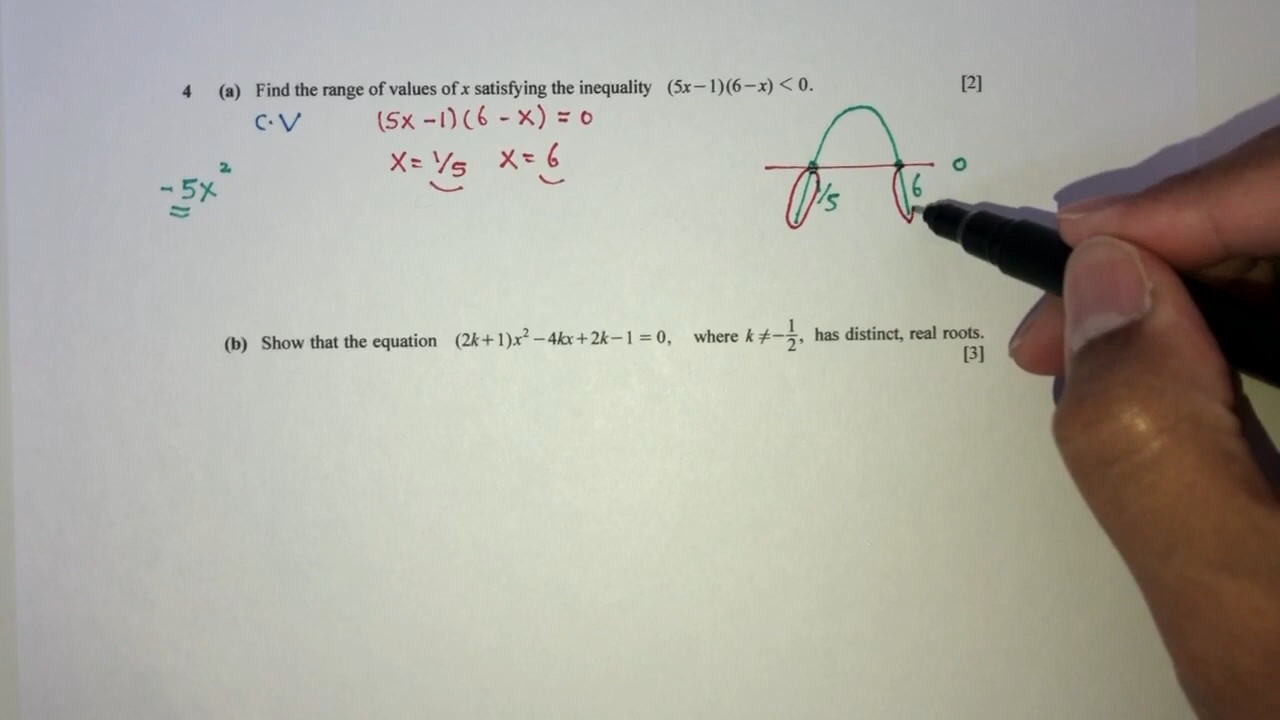 4 (a) Find the range of values of x satisfying the inequality (5x−1)(6−x) < 0. [2]
C·V (5x −1)(6 − x) = 0
x = 1/5 x = 6
0
-5x²
1/5 6
(b) Show that the equation (2k+1)x² − 4kx + 2k − 1 = 0, where k ≠ −1/2, has distinct, real roots.
[3]